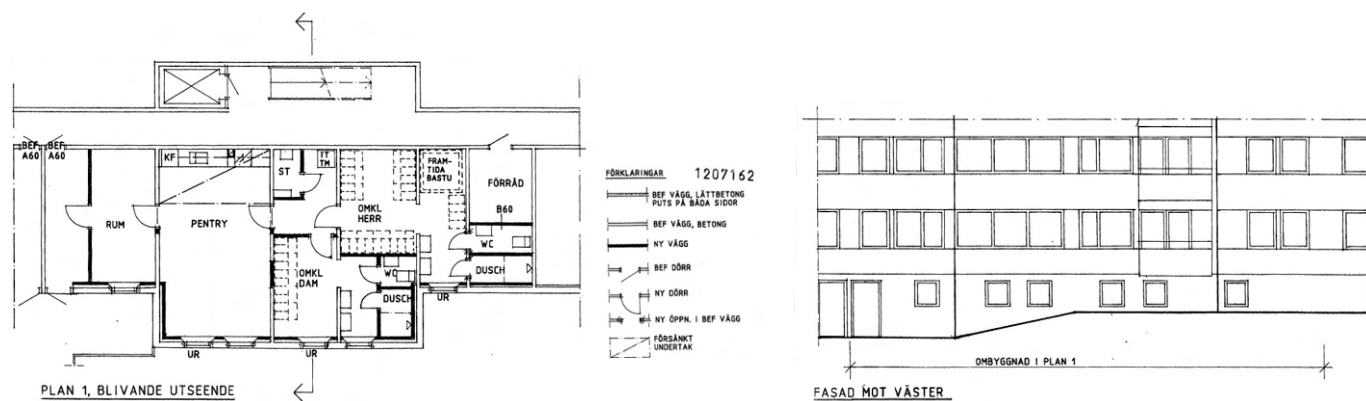 BEF
A60
BEF
A60
KF
ST
TT
TM
FRAM-
TIDA
BASTU
FÖRRÅD
OMKL
HERR
B60
RUM
PENTRY
WC
OMKL
DAM
WC
DUSCH
DUSCH
UR
UR
UR
PLAN 1, BLIVANDE UTSEENDE
FÖRKLARINGAR
1207162
BEF VÄGG, LÄTTBETONG
PUTS PÅ BÅDA SIDOR
BEF VÄGG, BETONG
NY VÄGG
BEF DÖRR
NY DÖRR
NY ÖPPN. I BEF VÄGG
FÖRSÄNKT
UNDERTAK
OMBYGGNAD I PLAN 1
FASAD MOT VÄSTER